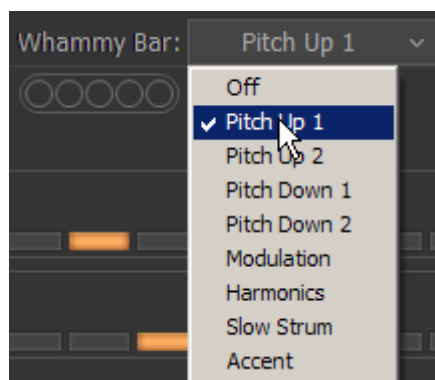 Whammy Bar: Pitch Up 1
Off
Pitch Up 1
Pitch Up 2
Pitch Down 1
Pitch Down 2
Modulation
Harmonics
Slow Strum
Accent